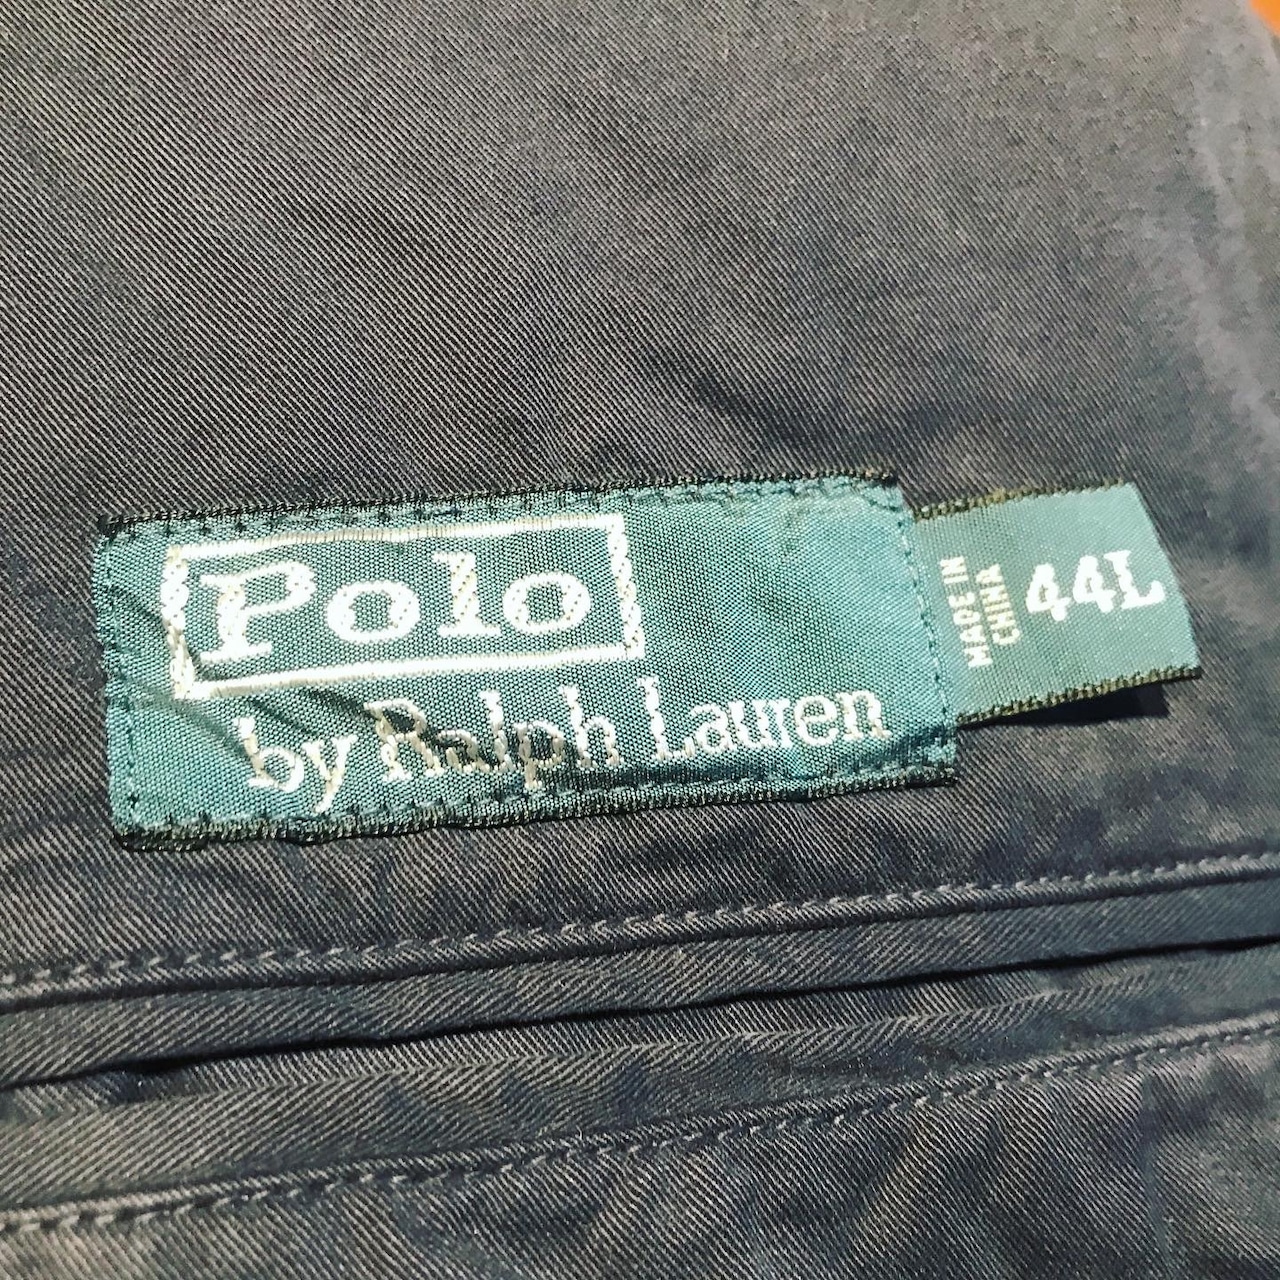 Polo
by Ralph Lauren
MADE IN
CHINA
44L